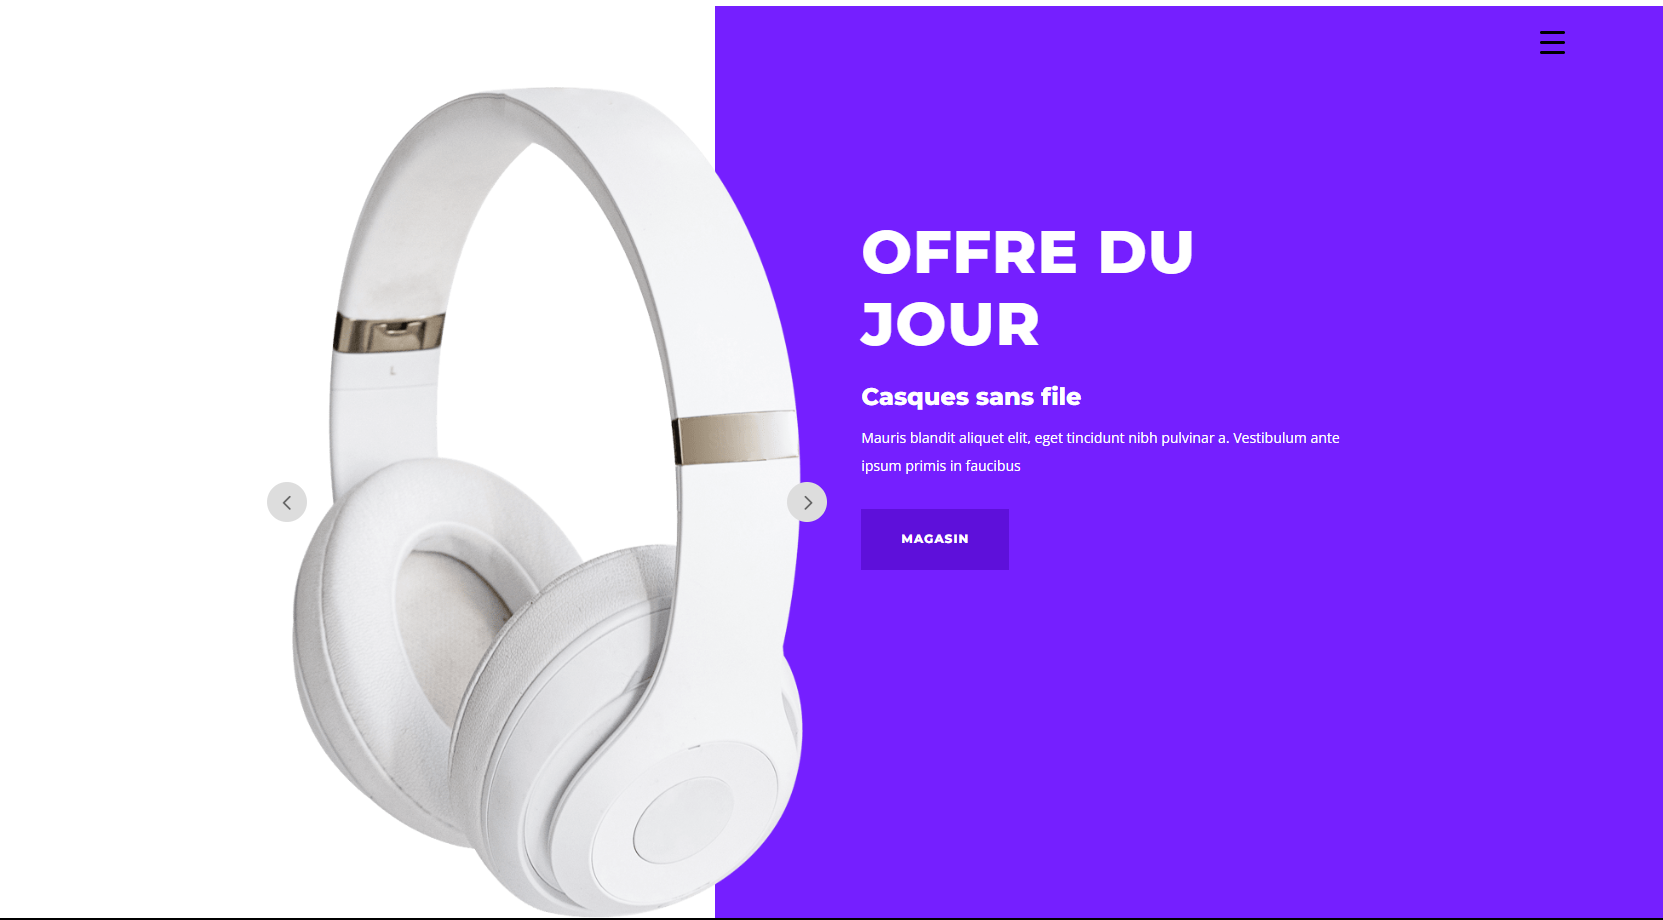 OFFRE DU
JOUR
Casques sans file
Mauris blandit aliquet elit, eget tincidunt nibh pulvinar a. Vestibulum ante
ipsum primis in faucibus
MAGASIN
L